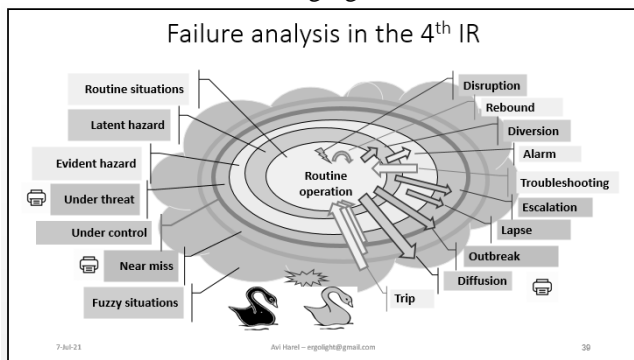 Failure analysis in the 4th IR
Routine situations
Latent hazard
Evident hazard
Under threat
Under control
Near miss
Fuzzy situations
Routine
operation
Disruption
Rebound
Diversion
Alarm
Troubleshooting
Escalation
Lapse
Outbreak
Diffusion
Trip
7-Jul-21
Avi Harel – ergolight@gmail.com
39